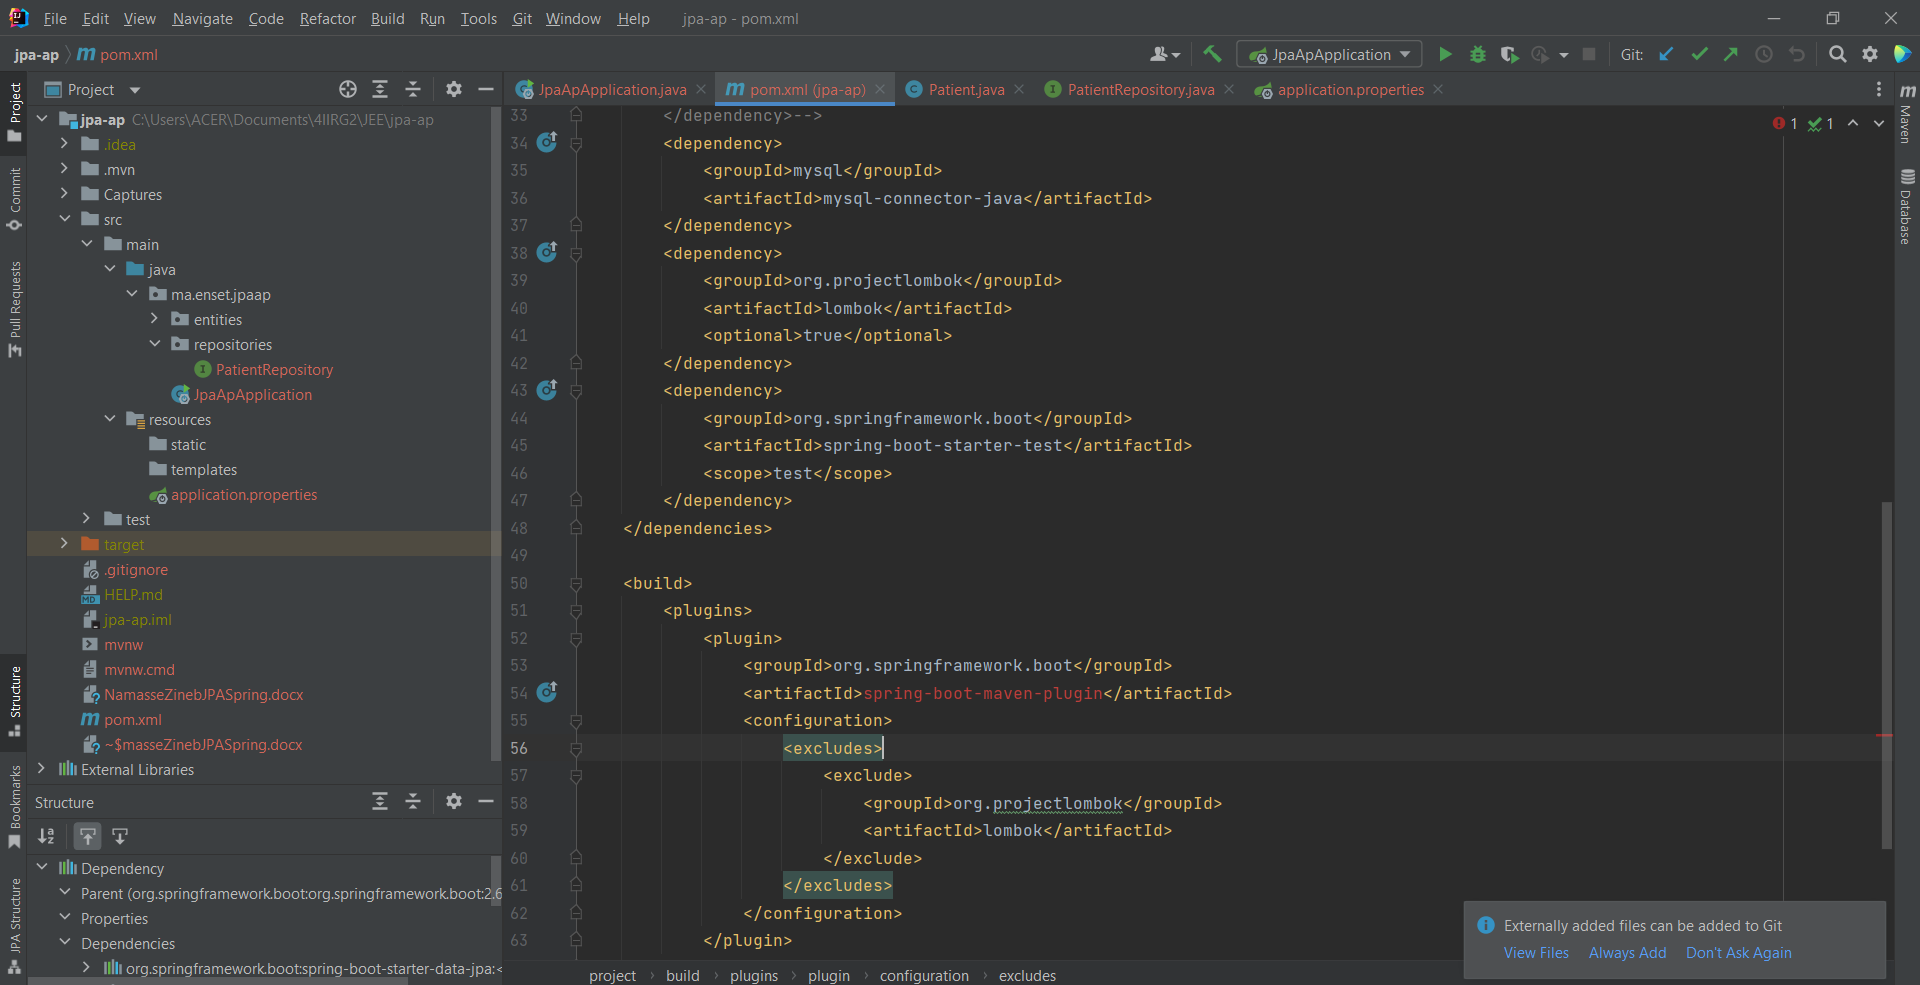 File Edit View Navigate Code Refactor Build Run Tools Git Window Help jpa-ap - pom.xml
jpa-ap m pom.xml JpaApApplication Git:
Project
JpaApApplication.java m pom.xml (jpa-ap) Patient.java PatientRepository.java application.properties
jpa-ap C:\Users\ACER\Documents\4IIRG2\JEE\jpa-ap
.idea
.mvn
Captures
src
main
java
ma.enset.jpaap
entities
repositories
PatientRepository
JpaApApplication
resources
static
templates
application.properties
test
target
.gitignore
HELP.md
jpa-ap.iml
mvnw
mvnw.cmd
NamasseZinebJPASpring.docx
m pom.xml
~$masseZinebJPASpring.docx
External Libraries
Structure
Dependency
Parent (org.springframework.boot:org.springframework.boot:2.6
Properties
Dependencies
org.springframework.boot:spring-boot-starter-data-jpa:<
Project
Commit
Pull Requests
Structure
Bookmarks
JPA Structure
33 </dependency>-->
34 <dependency>
35 <groupId>mysql</groupId>
36 <artifactId>mysql-connector-java</artifactId>
37 </dependency>
38 <dependency>
39 <groupId>org.projectlombok</groupId>
40 <artifactId>lombok</artifactId>
41 <optional>true</optional>
42 </dependency>
43 <dependency>
44 <groupId>org.springframework.boot</groupId>
45 <artifactId>spring-boot-starter-test</artifactId>
46 <scope>test</scope>
47 </dependency>
48 </dependencies>
49
50 <build>
51 <plugins>
52 <plugin>
53 <groupId>org.springframework.boot</groupId>
54 <artifactId>spring-boot-maven-plugin</artifactId>
55 <configuration>
56 <excludes>
57 <exclude>
58 <groupId>org.projectlombok</groupId>
59 <artifactId>lombok</artifactId>
60 </exclude>
61 </excludes>
62 </configuration>
63 </plugin>
1 1
m
Maven
Database
Externally added files can be added to Git
View Files Always Add Don't Ask Again
project build plugins plugin configuration excludes